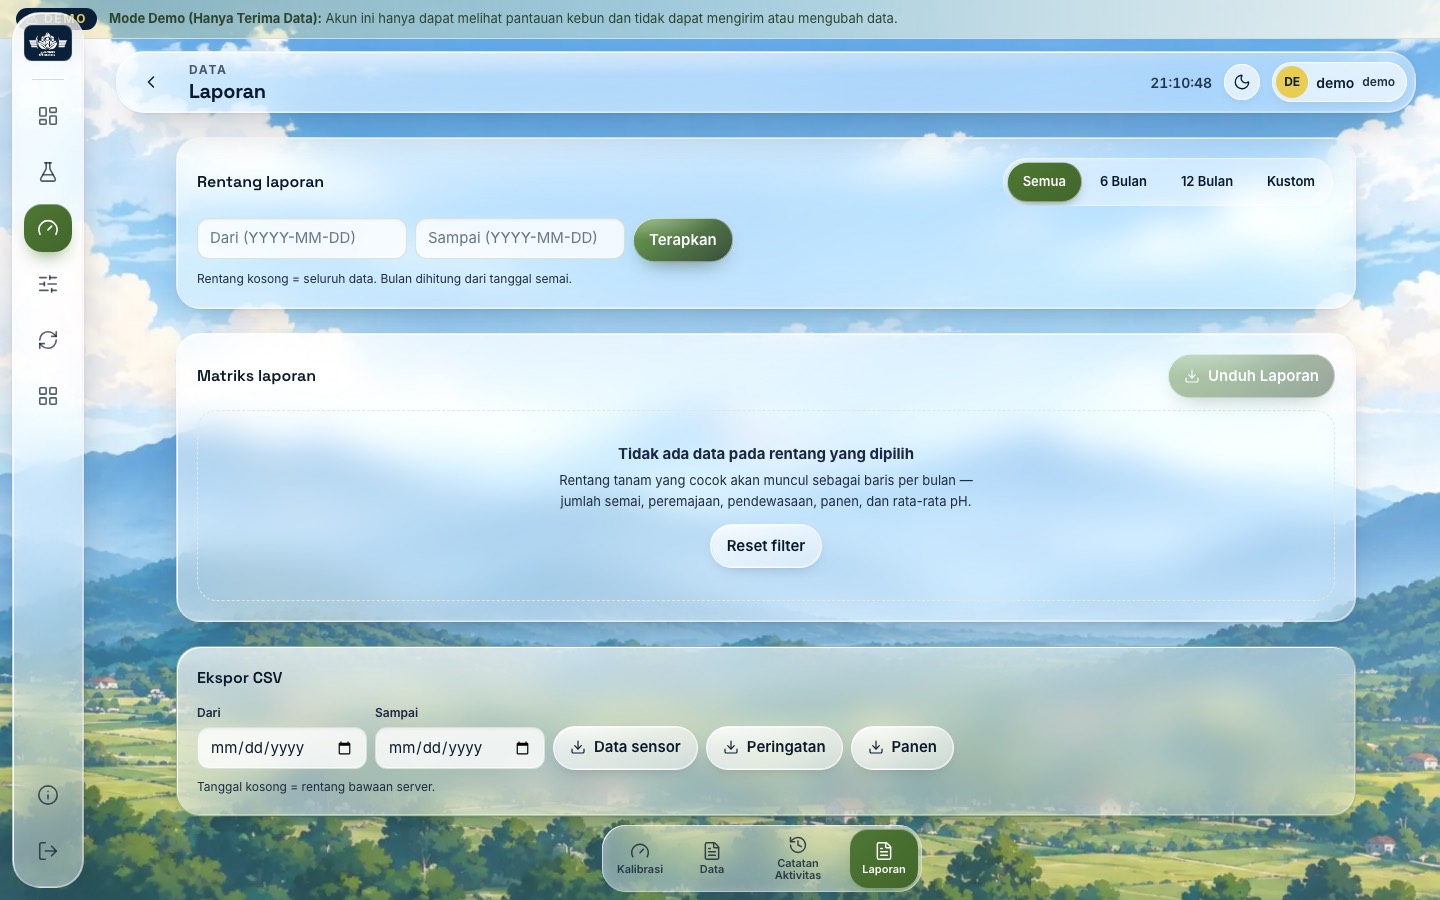 DEMO
Mode Demo (Hanya Terima Data): Akun ini hanya dapat melihat pantauan kebun dan tidak dapat mengirim atau mengubah data.
DATA
Laporan
21:10:48
DE
demo demo
Rentang laporan
Semua
6 Bulan
12 Bulan
Kustom
Dari (YYYY-MM-DD)
Sampai (YYYY-MM-DD)
Terapkan
Rentang kosong = seluruh data. Bulan dihitung dari tanggal semai.
Matriks laporan
Unduh Laporan
Tidak ada data pada rentang yang dipilih
Rentang tanam yang cocok akan muncul sebagai baris per bulan —
jumlah semai, peremajaan, pendewasaan, panen, dan rata-rata pH.
Reset filter
Ekspor CSV
Dari
Sampai
mm/dd/yyyy
mm/dd/yyyy
Data sensor
Peringatan
Panen
Tanggal kosong = rentang bawaan server.
Kalibrasi
Data
Catatan
Aktivitas
Laporan